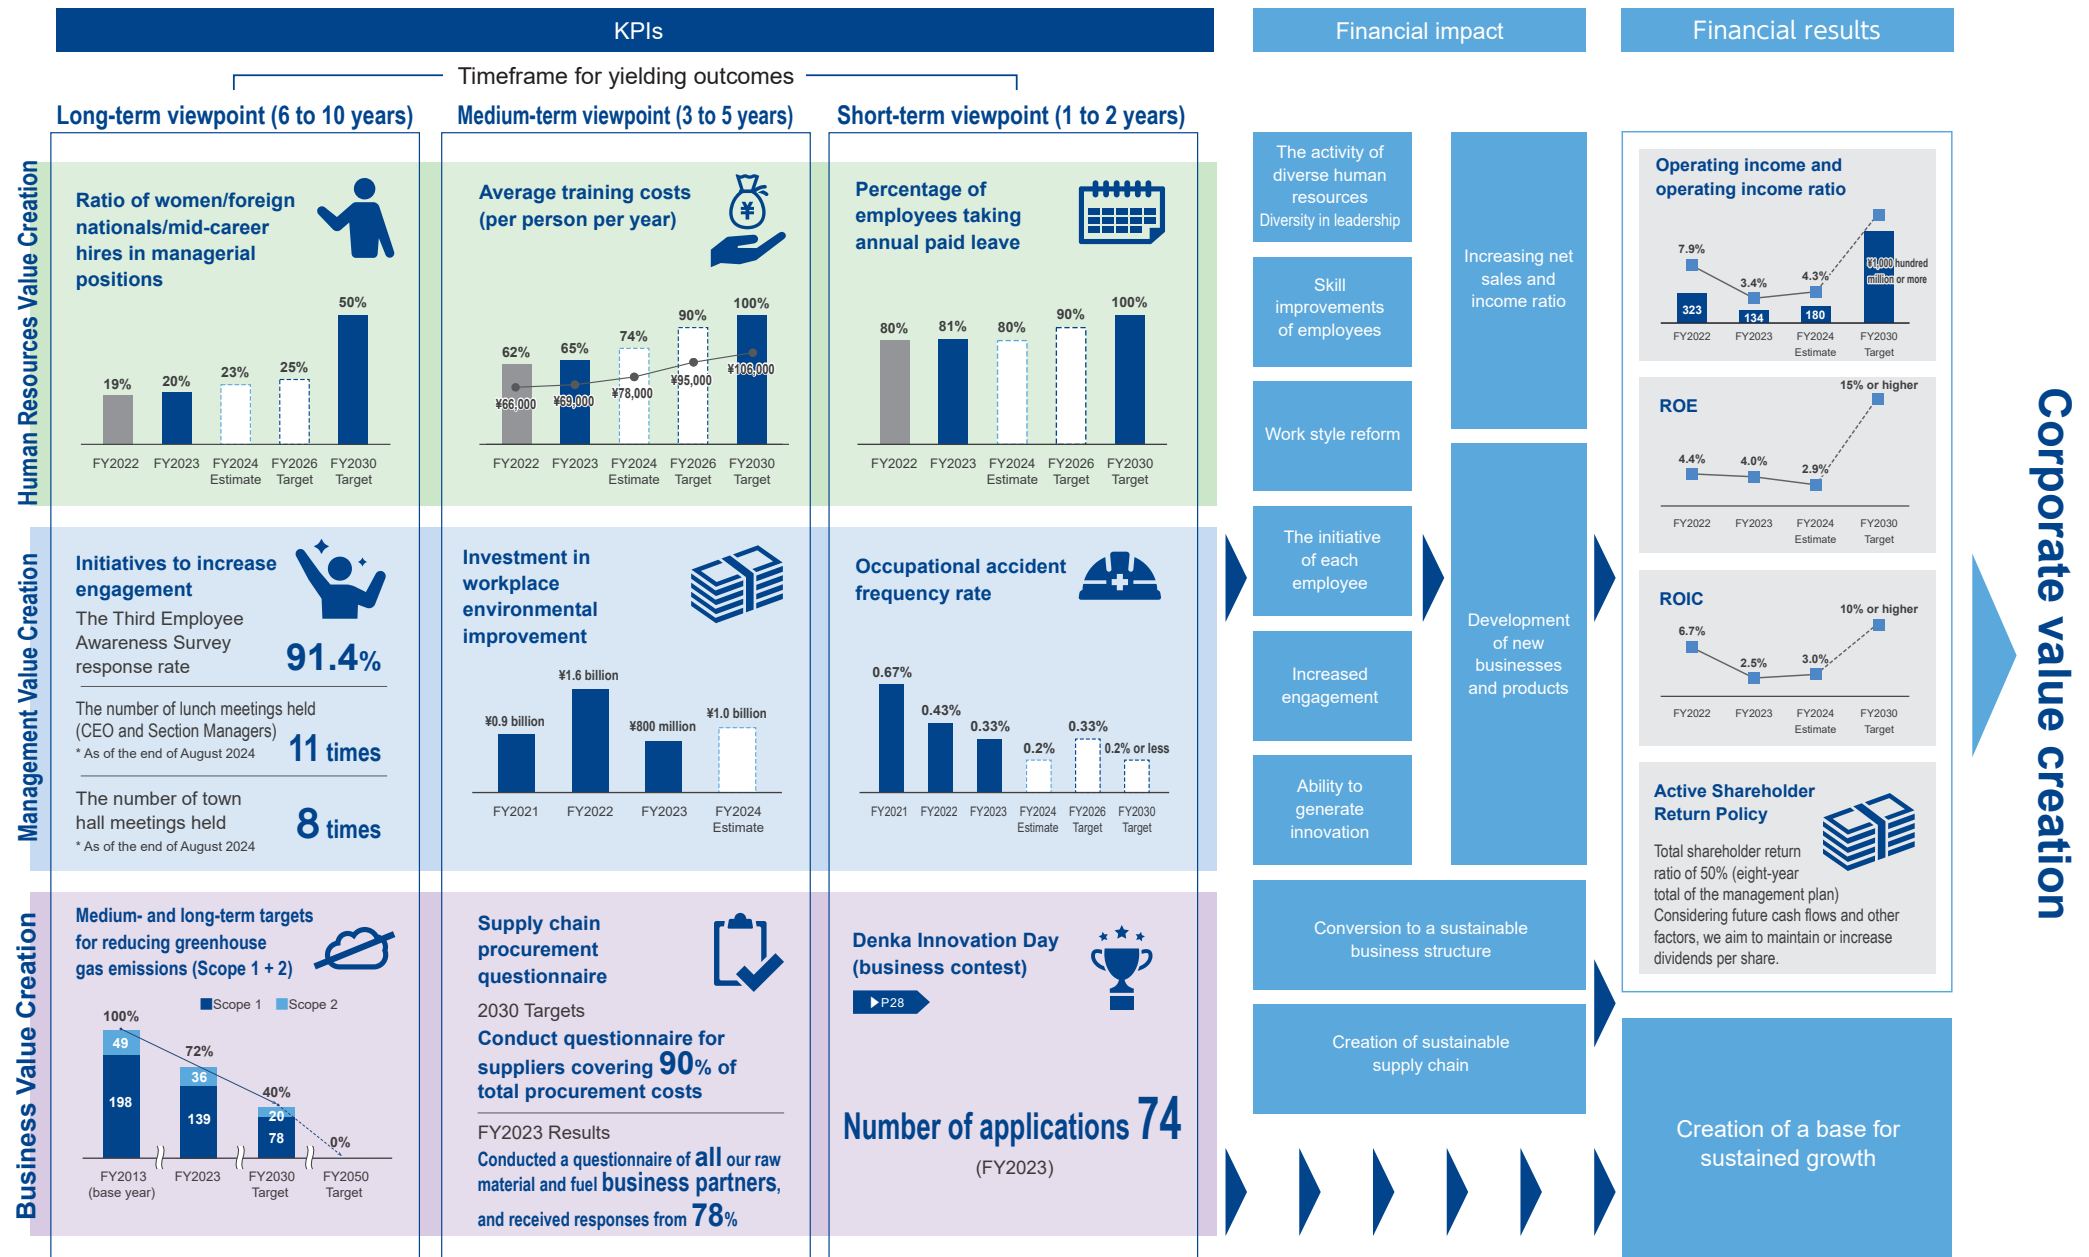 KPIs
Financial impact
Financial results
Timeframe for yielding outcomes
Long-term viewpoint (6 to 10 years)
Medium-term viewpoint (3 to 5 years)
Short-term viewpoint (1 to 2 years)
Human Resources Value Creation
Ratio of women/foreign
nationals/mid-career
hires in managerial
positions
19%
20%
23%
25%
50%
FY2022
FY2023
FY2024
Estimate
FY2026
Target
FY2030
Target
Average training costs
(per person per year)
¥
62%
65%
74%
90%
100%
¥66,000
¥69,000
¥78,000
¥95,000
¥106,000
FY2022
FY2023
FY2024
Estimate
FY2026
Target
FY2030
Target
Percentage of
employees taking
annual paid leave
80%
81%
80%
90%
100%
FY2022
FY2023
FY2024
Estimate
FY2026
Target
FY2030
Target
Management Value Creation
Initiatives to increase
engagement
The Third Employee
Awareness Survey
response rate
91.4%
The number of lunch meetings held
(CEO and Section Managers)
* As of the end of August 2024
11 times
The number of town
hall meetings held
* As of the end of August 2024
8 times
Investment in
workplace
environmental
improvement
¥0.9 billion
¥1.6 billion
¥800 million
¥1.0 billion
FY2021
FY2022
FY2023
FY2024
Estimate
Occupational accident
frequency rate
0.67%
0.43%
0.33%
0.2%
0.33%
0.2% or less
FY2021
FY2022
FY2023
FY2024
Estimate
FY2026
Target
FY2030
Target
Business Value Creation
Medium- and long-term targets
for reducing greenhouse
gas emissions (Scope 1 + 2)
Scope 1
Scope 2
100%
49
198
72%
36
139
40%
20
78
0%
FY2013
(base year)
FY2023
FY2030
Target
FY2050
Target
Supply chain
procurement
questionnaire
2030 Targets
Conduct questionnaire for
suppliers covering 90% of
total procurement costs
FY2023 Results
Conducted a questionnaire of all our raw
material and fuel business partners,
and received responses from 78%
Denka Innovation Day
(business contest)
P28
Number of applications 74
(FY2023)
The activity of
diverse human
resources
Diversity in leadership
Skill
improvements
of employees
Work style reform
The initiative
of each
employee
Increased
engagement
Ability to
generate
innovation
Increasing net
sales and
income ratio
Development
of new
businesses
and products
Conversion to a sustainable
business structure
Creation of sustainable
supply chain
Operating income and
operating income ratio
7.9%
3.4%
4.3%
323
134
180
¥1,000 hundred
million or more
FY2022
FY2023
FY2024
Estimate
FY2030
Target
ROE
4.4%
4.0%
2.9%
15% or higher
FY2022
FY2023
FY2024
Estimate
FY2030
Target
ROIC
6.7%
2.5%
3.0%
10% or higher
FY2022
FY2023
FY2024
Estimate
FY2030
Target
Active Shareholder
Return Policy
Total shareholder return
ratio of 50% (eight-year
total of the management plan)
Considering future cash flows and other
factors, we aim to maintain or increase
dividends per share.
Creation of a base for
sustained growth
Corporate value creation